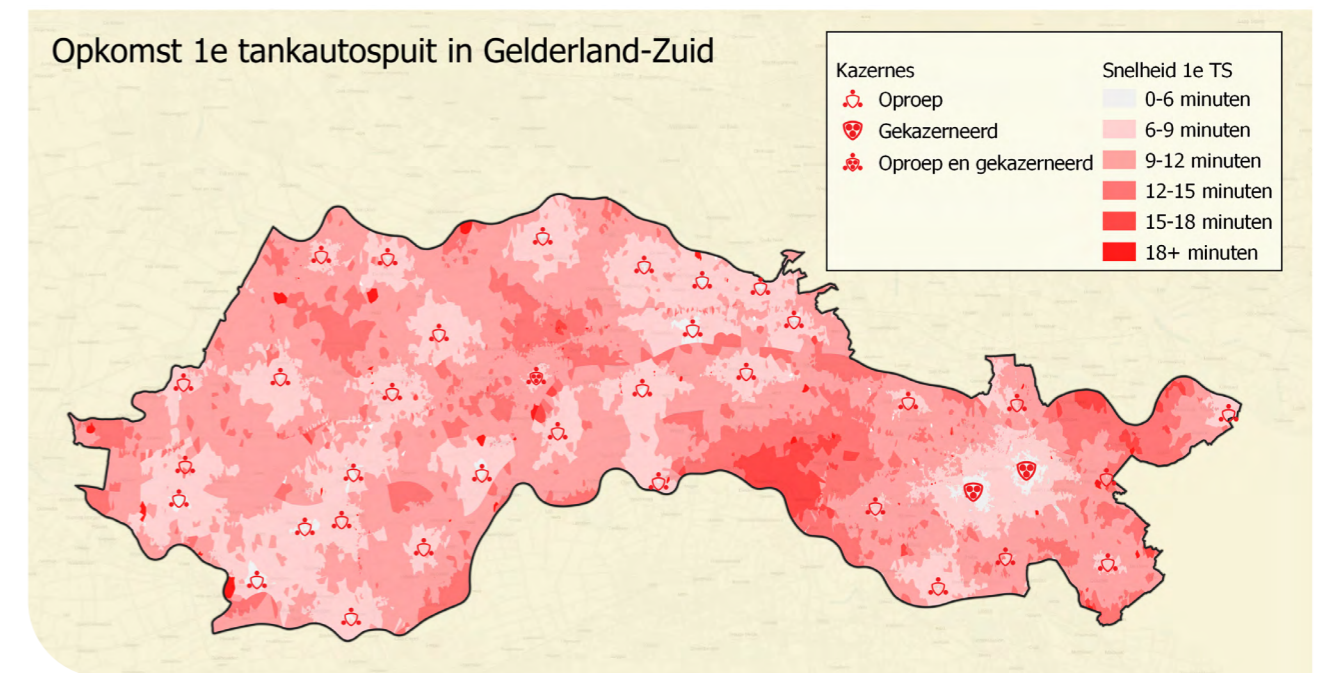 Opkomst 1e tankautospuit in Gelderland-Zuid
Kazernes
Oproep
Gekazerneerd
Oproep en gekazerneerd
Snelheid 1e TS
0-6 minuten
6-9 minuten
9-12 minuten
12-15 minuten
15-18 minuten
18+ minuten